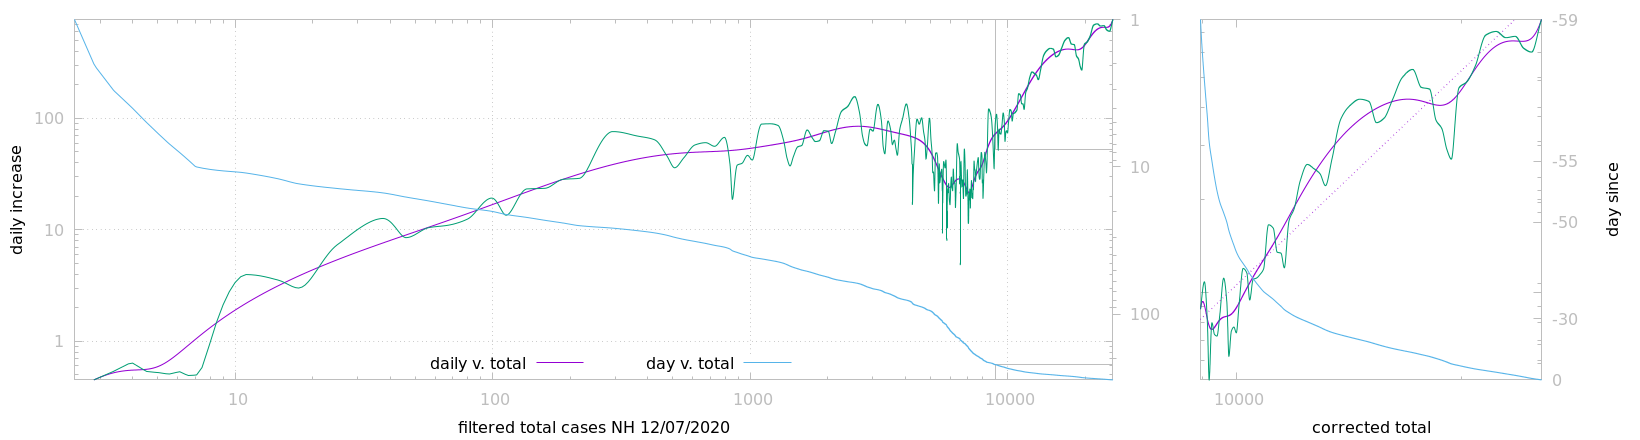 1
-59
100
10
-55
daily increase
10
-50
day since
100
-30
1
daily v. total
day v. total
0
10
100
1000
10000
10000
filtered total cases NH 12/07/2020
corrected total